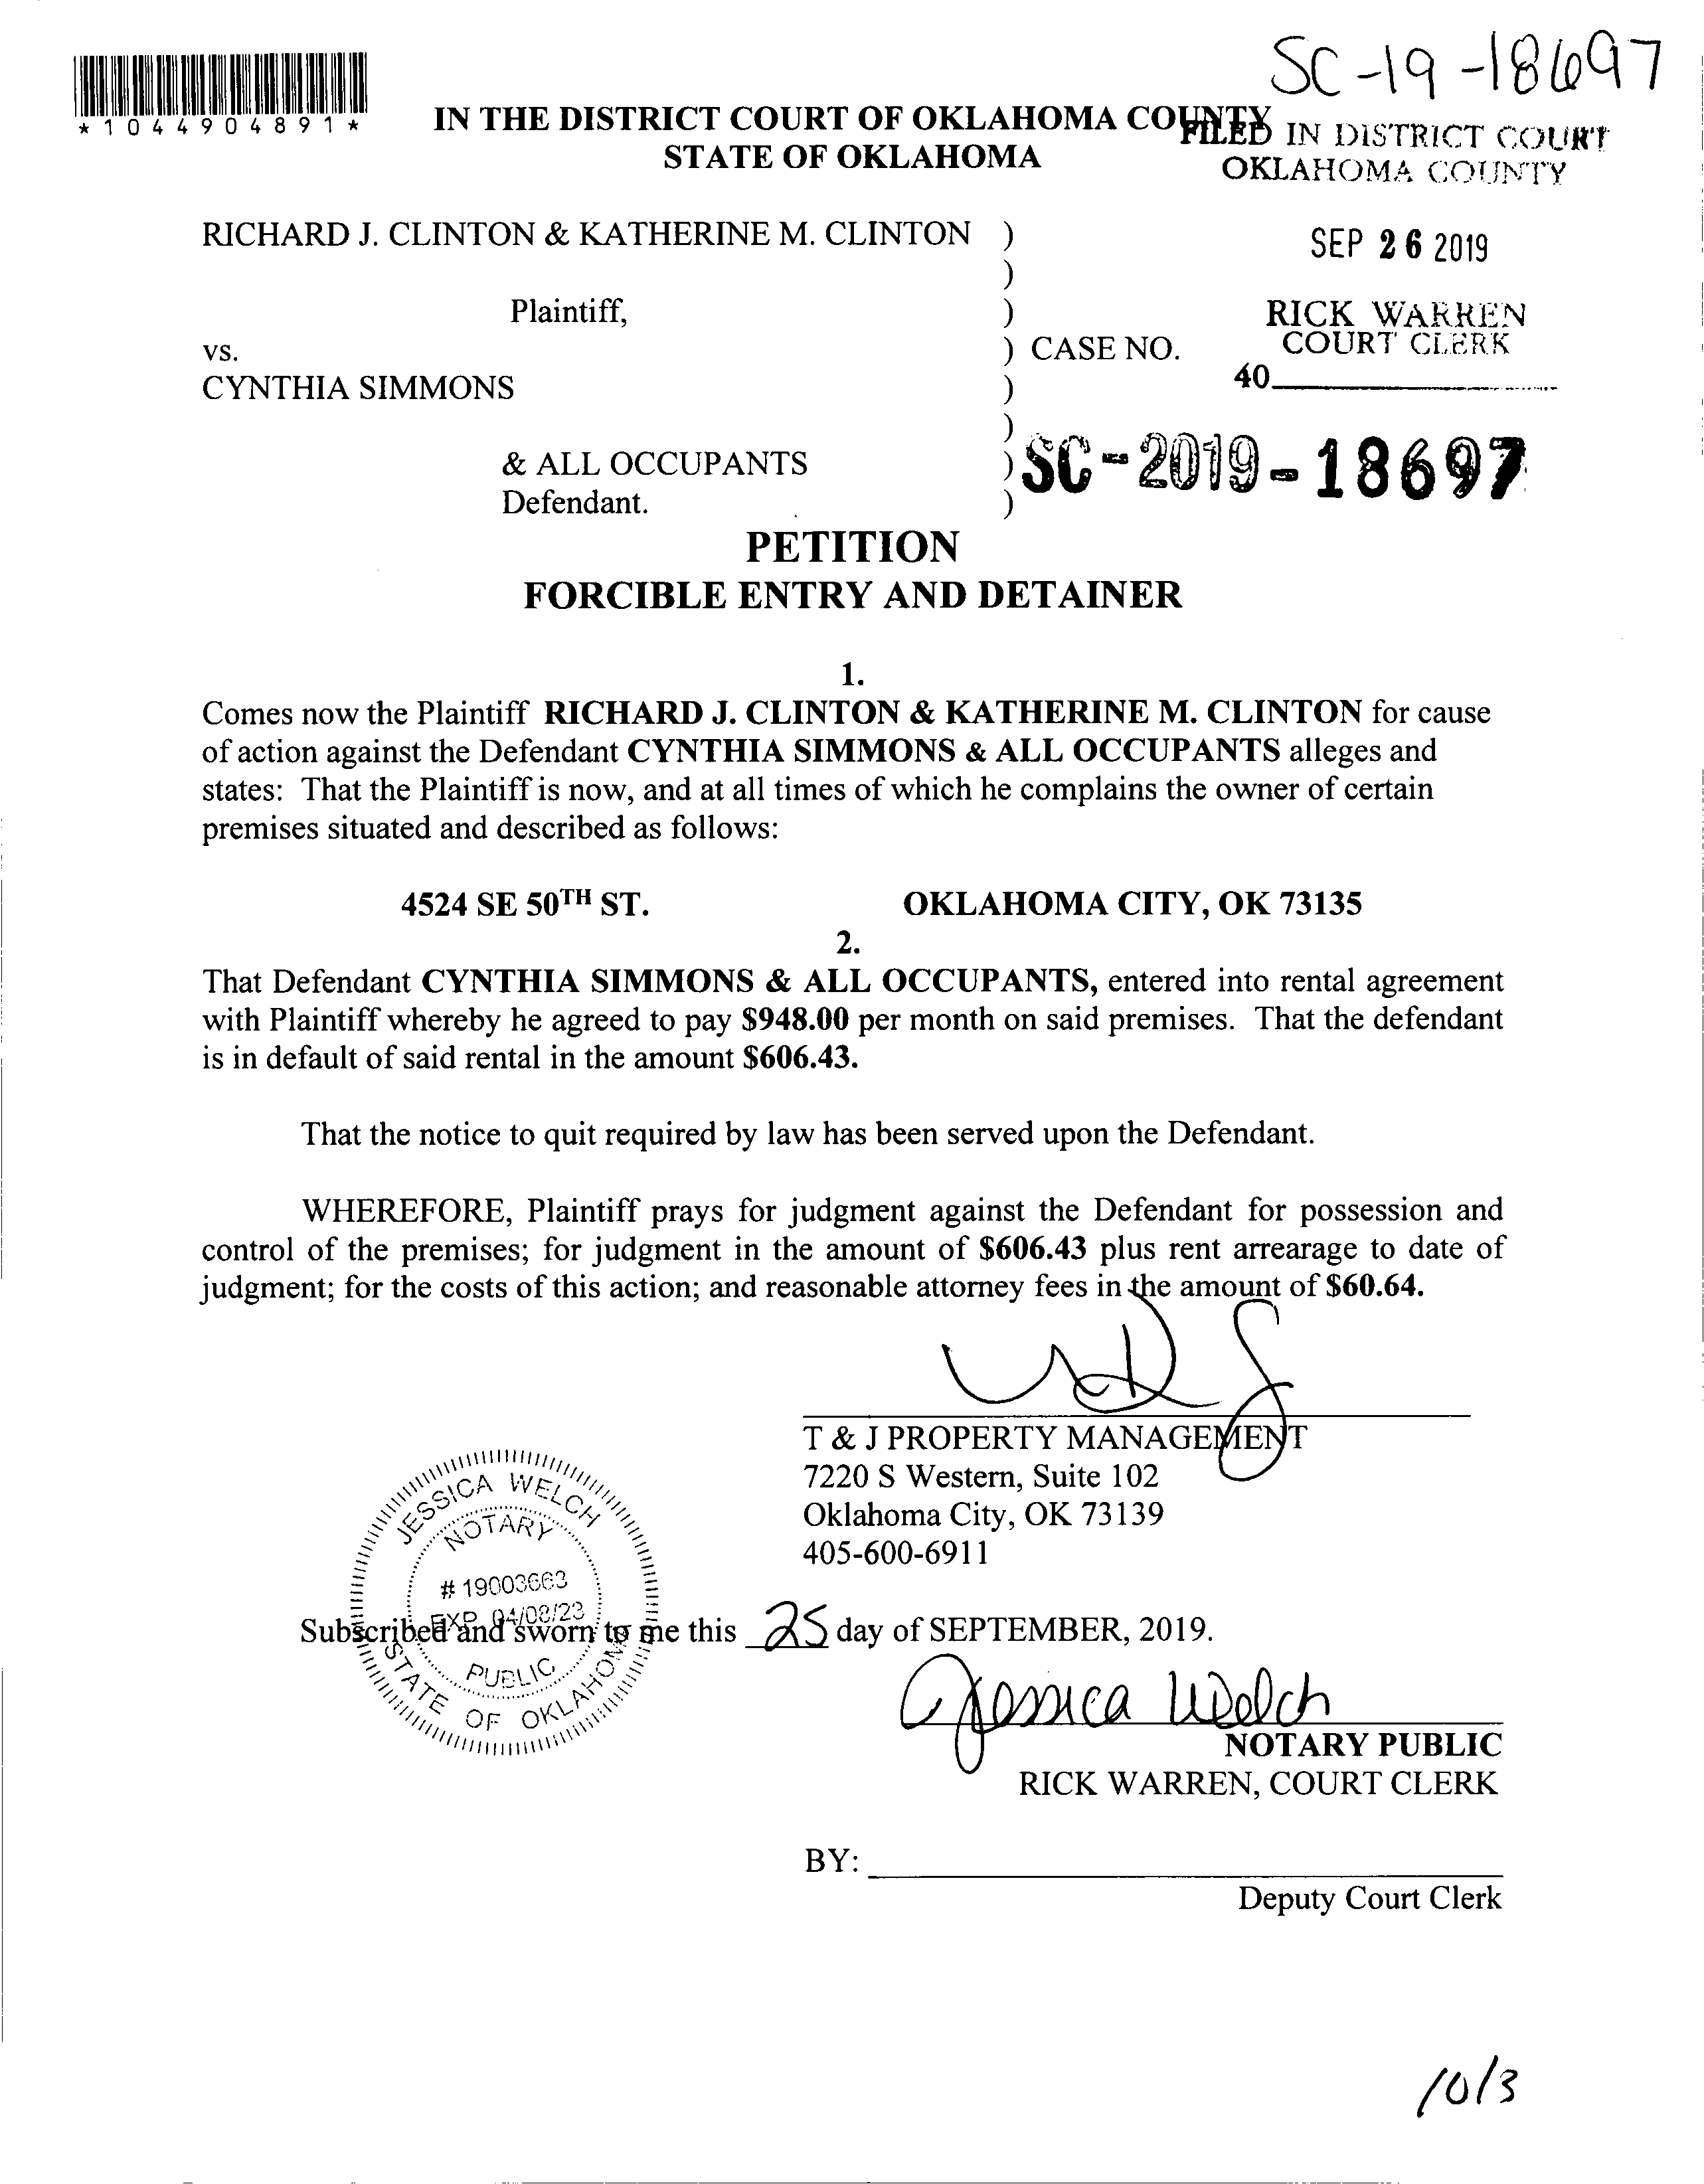 SC-19-18697
*1044904891*
IN THE DISTRICT COURT OF OKLAHOMA COUNTY
STATE OF OKLAHOMA
FILED IN DISTRICT COURT
OKLAHOMA COUNTY
RICHARD J. CLINTON & KATHERINE M. CLINTON )
SEP 26 2019
)
Plaintiff, )
RICK WARREN
COURT CLERK
vs. ) CASE NO.
40
CYNTHIA SIMMONS )
)
& ALL OCCUPANTS ) SC-2019-18697
Defendant. )
PETITION
FORCIBLE ENTRY AND DETAINER
1.
Comes now the Plaintiff RICHARD J. CLINTON & KATHERINE M. CLINTON for cause
of action against the Defendant CYNTHIA SIMMONS & ALL OCCUPANTS alleges and
states: That the Plaintiff is now, and at all times of which he complains the owner of certain
premises situated and described as follows:
4524 SE 50TH ST. OKLAHOMA CITY, OK 73135
2.
That Defendant CYNTHIA SIMMONS & ALL OCCUPANTS, entered into rental agreement
with Plaintiff whereby he agreed to pay $948.00 per month on said premises. That the defendant
is in default of said rental in the amount $606.43.
That the notice to quit required by law has been served upon the Defendant.
WHEREFORE, Plaintiff prays for judgment against the Defendant for possession and
control of the premises; for judgment in the amount of $606.43 plus rent arrearage to date of
judgment; for the costs of this action; and reasonable attorney fees in the amount of $60.64.
T & J PROPERTY MANAGEMENT
7220 S Western, Suite 102
Oklahoma City, OK 73139
405-600-6911
JESSICA WELCH
NOTARY
# 19003663
EXP. 04/08/23
PUBLIC
STATE OF OKLAHOMA
Subscribed and sworn to me this 25 day of SEPTEMBER, 2019.
Jessica Welch
NOTARY PUBLIC
RICK WARREN, COURT CLERK
BY:
Deputy Court Clerk
10/3